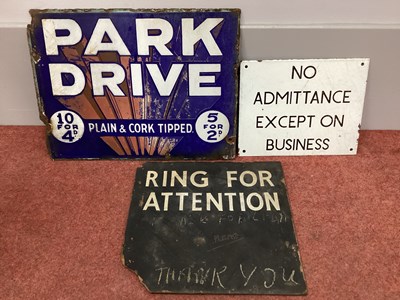 PARK
DRIVE
10
FOR
4ᴰ
PLAIN & CORK TIPPED.
5
FOR
2ᴰ
NO
ADMITTANCE
EXCEPT ON
BUSINESS
RING FOR
ATTENTION
THANK YOU